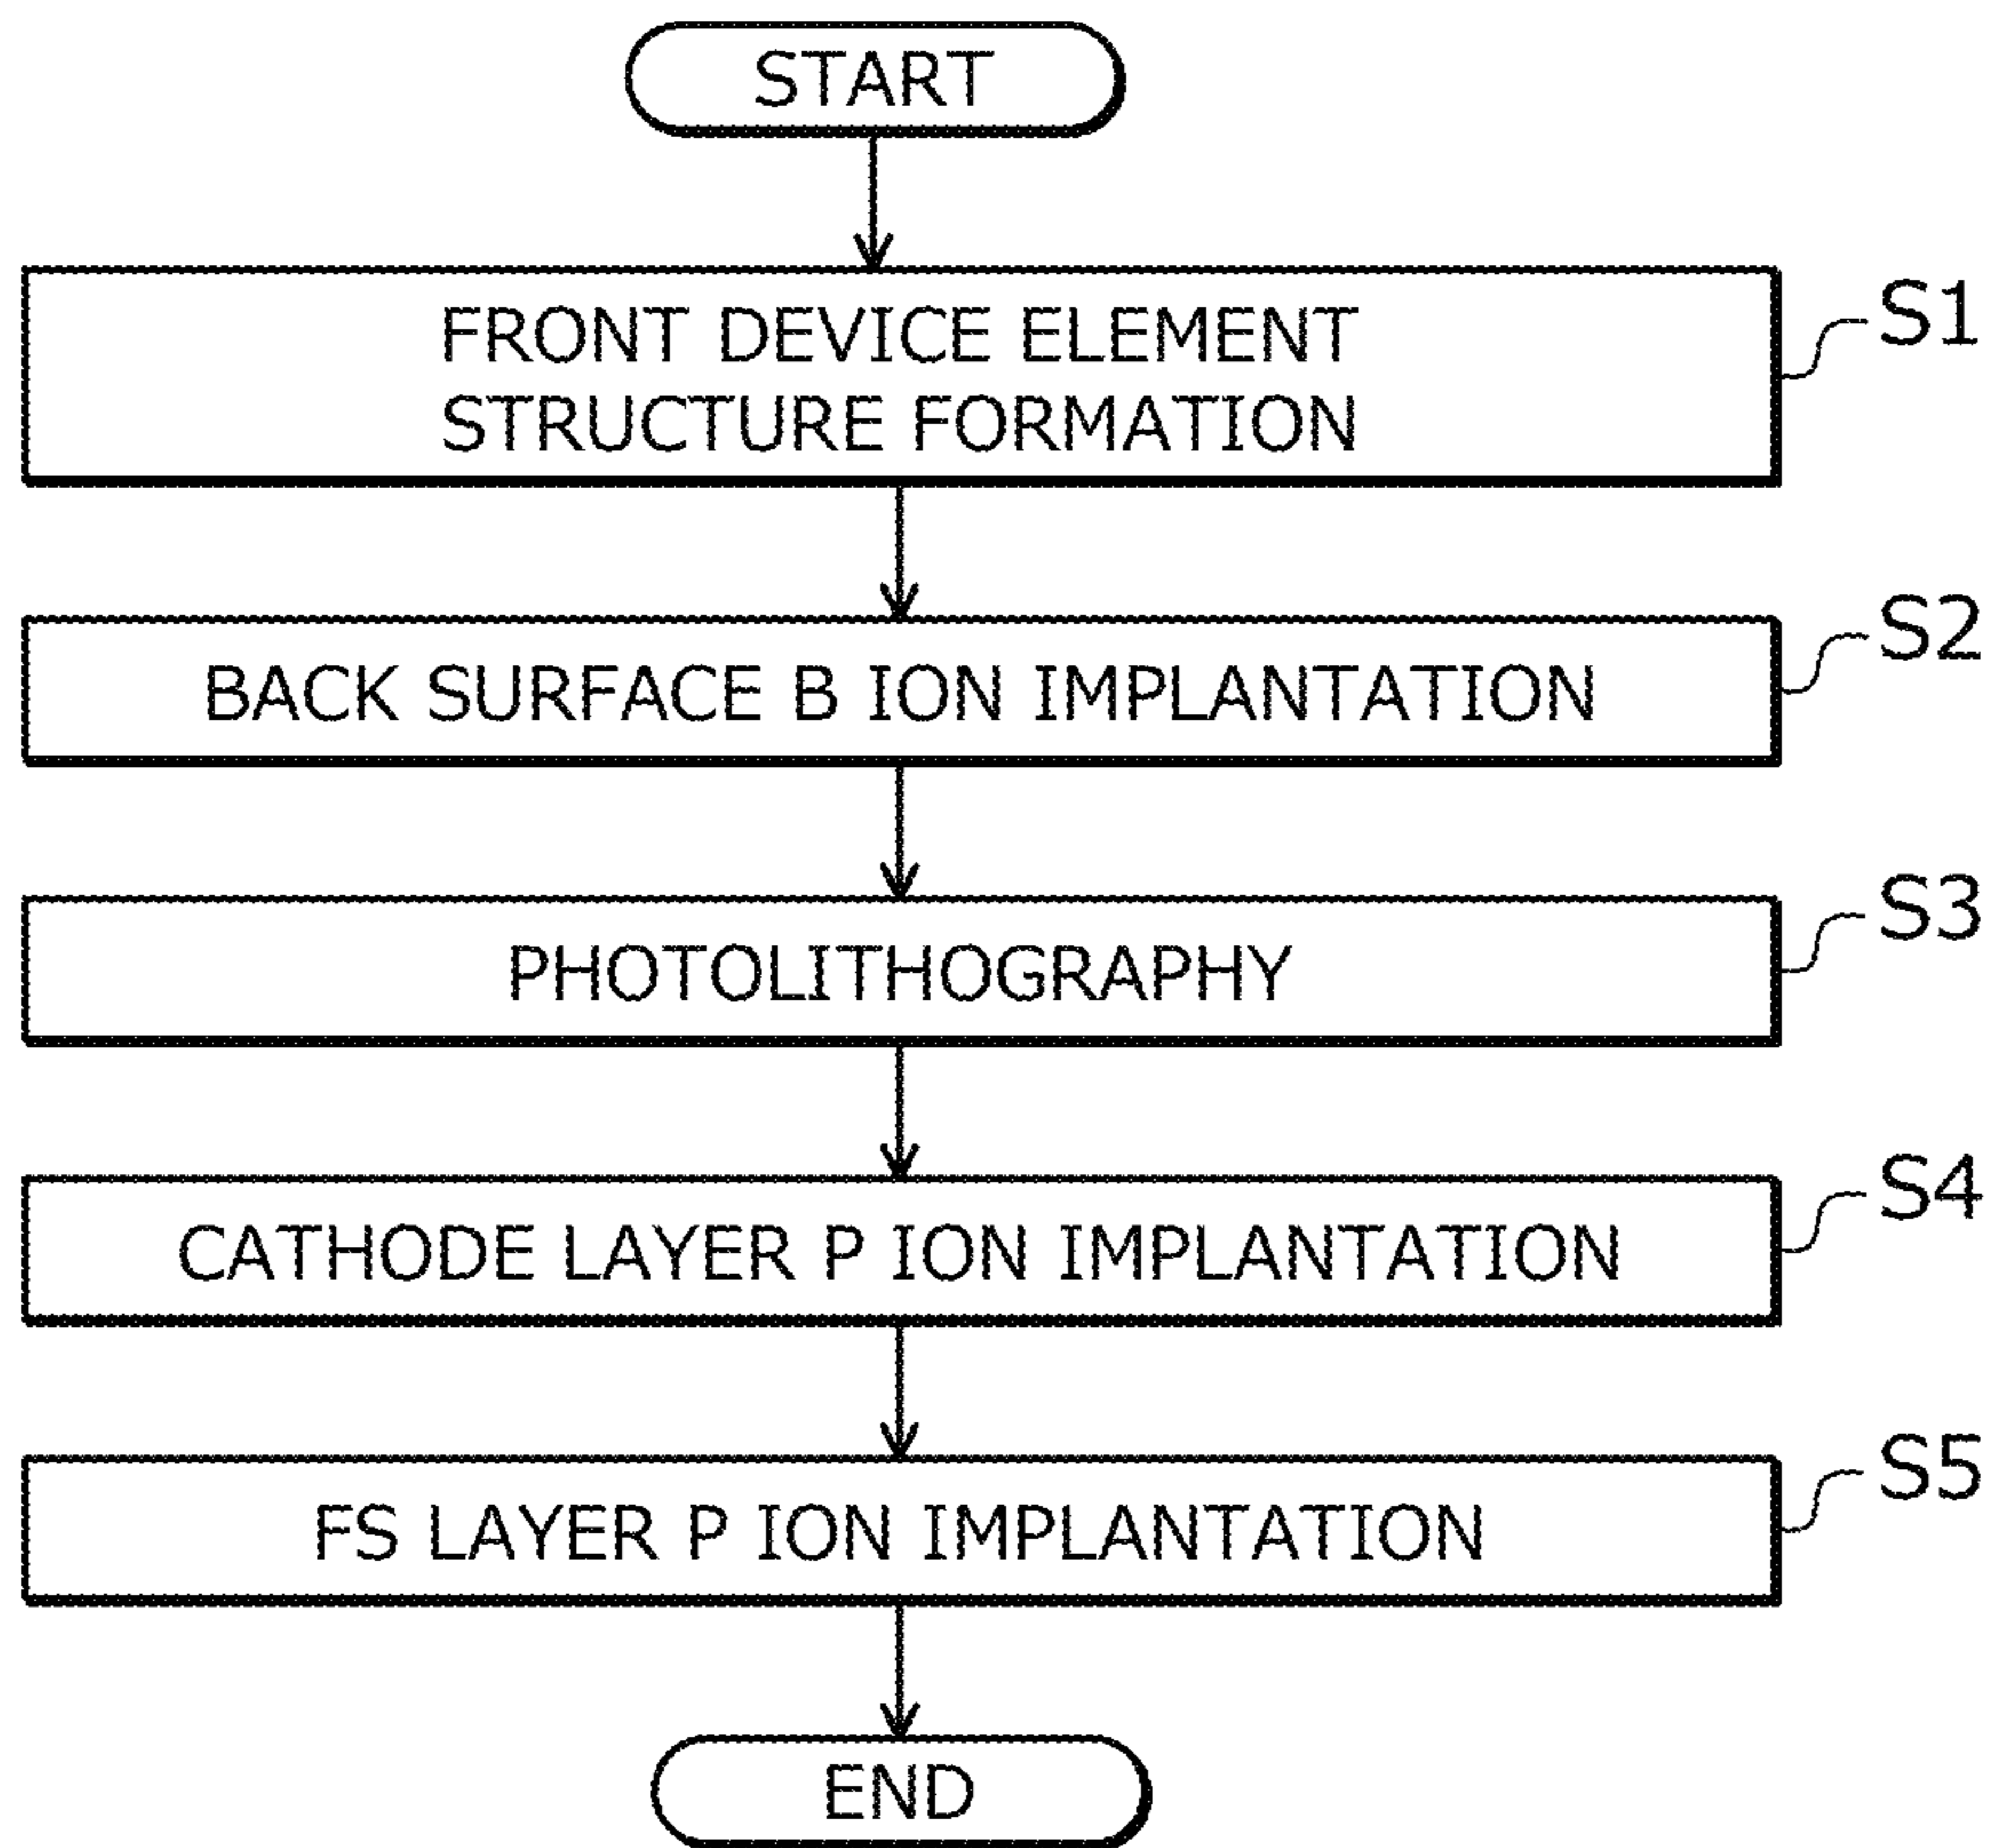 START
FRONT DEVICE ELEMENT
STRUCTURE FORMATION
S1
BACK SURFACE B ION IMPLANTATION
S2
PHOTOLITHOGRAPHY
S3
CATHODE LAYER P ION IMPLANTATION
S4
FS LAYER P ION IMPLANTATION
S5
END